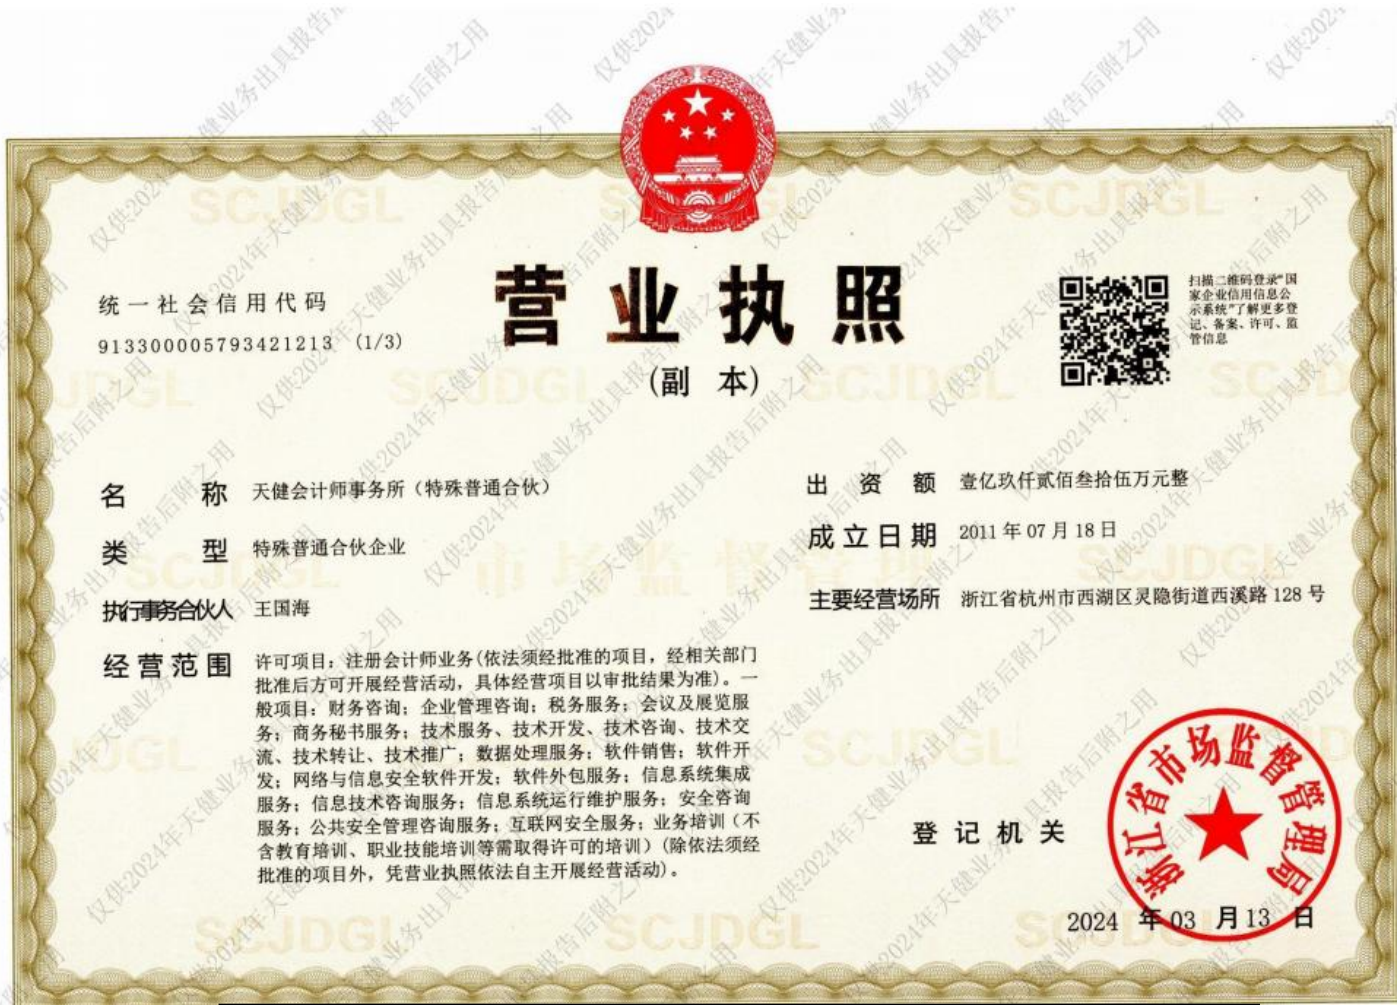 营业执照
(副 本)
统一社会信用代码
913300005793421213 (1/3)
扫描二维码登录“国
家企业信用信息公
示系统”了解更多登
记、备案、许可、监
管信息
名 称 天健会计师事务所（特殊普通合伙）
类 型 特殊普通合伙企业
执行事务合伙人 王国海
经营范围 许可项目：注册会计师业务(依法须经批准的项目，经相关部门
批准后方可开展经营活动，具体经营项目以审批结果为准)。一
般项目：财务咨询；企业管理咨询；税务服务；会议及展览服
务；商务秘书服务；技术服务、技术开发、技术咨询、技术交
流、技术转让、技术推广；数据处理服务；软件销售；软件开
发；网络与信息安全软件开发；软件外包服务；信息系统集成
服务；信息技术咨询服务；信息系统运行维护服务；安全咨询
服务；公共安全管理咨询服务；互联网安全服务；业务培训（不
含教育培训、职业技能培训等需取得许可的培训）(除依法须经
批准的项目外，凭营业执照依法自主开展经营活动)。
出 资 额 壹亿玖仟贰佰叁拾伍万元整
成立日期 2011 年 07 月 18 日
主要经营场所 浙江省杭州市西湖区灵隐街道西溪路 128 号
登记机关
浙江省市场监督管理局
2024 年 03 月 13 日
仅供2024年天健业务出具报告后附之用
SCJDGL
市场监督管理